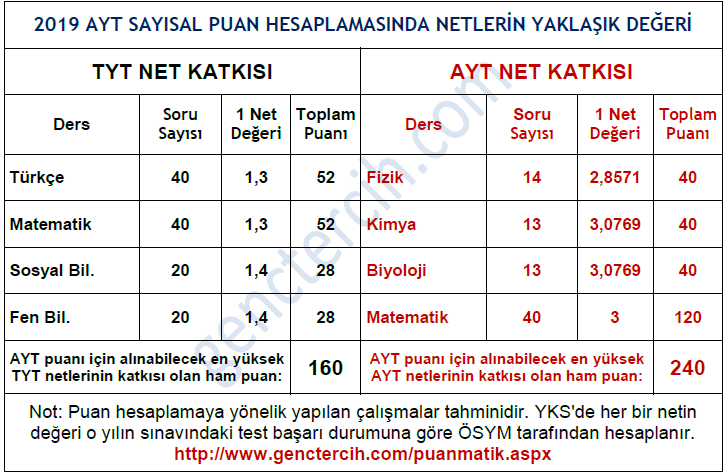 2019 AYT SAYISAL PUAN HESAPLAMASINDA NETLERİN YAKLAŞIK DEĞERİ
TYT NET KATKISI AYT NET KATKISI
Ders Soru Sayısı 1 Net Değeri Toplam Puanı Ders Soru Sayısı 1 Net Değeri Toplam Puanı
Türkçe 40 1,3 52 Fizik 14 2,8571 40
Matematik 40 1,3 52 Kimya 13 3,0769 40
Sosyal Bil. 20 1,4 28 Biyoloji 13 3,0769 40
Fen Bil. 20 1,4 28 Matematik 40 3 120
AYT puanı için alınabilecek en yüksek TYT netlerinin katkısı olan ham puan: 160 AYT puanı için alınabilecek en yüksek AYT netlerinin katkısı olan ham puan: 240
Not: Puan hesaplamaya yönelik yapılan çalışmalar tahminidir. YKS'de her bir netin
değeri o yılın sınavındaki test başarı durumuna göre ÖSYM tarafından hesaplanır.
http://www.genctercih.com/puanmatik.aspx
genctercih.com